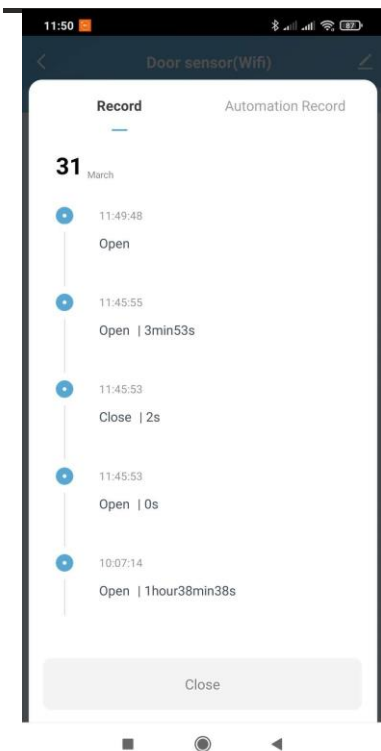 11:50
87
Door sensor(Wifi)
Record
Automation Record
31 March
11:49:48
Open
11:45:55
Open | 3min53s
11:45:53
Close | 2s
11:45:53
Open | 0s
10:07:14
Open | 1hour38min38s
Close